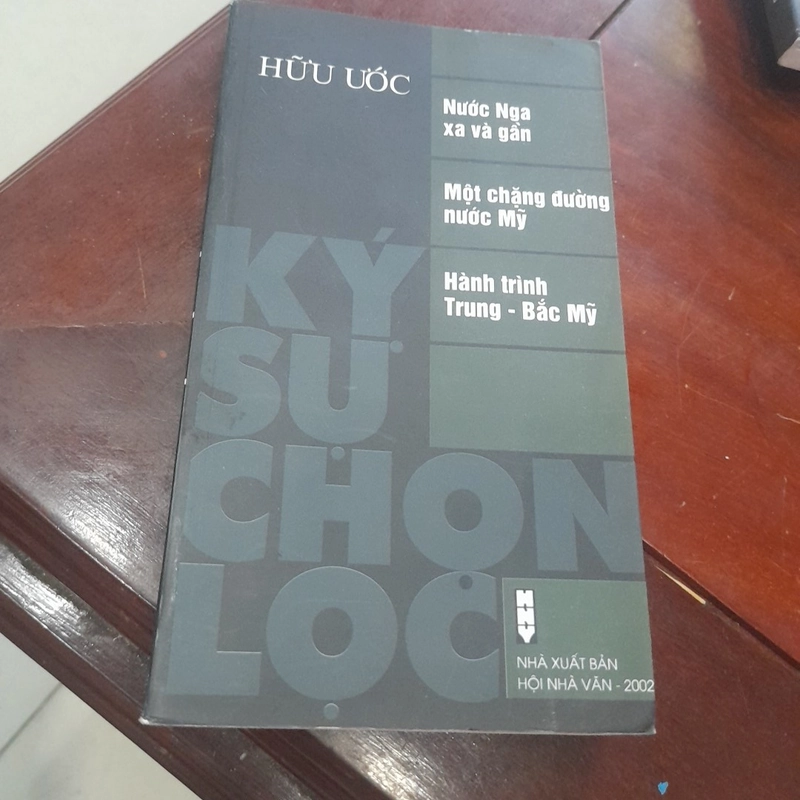 HỮU ƯỚC
Nước Nga
xa và gần
Một chặng đường
nước Mỹ
Hành trình
Trung - Bắc Mỹ
KÝ
SỰ
CHỌN
LỌC
HNV
NHÀ XUẤT BẢN
HỘI NHÀ VĂN - 2002